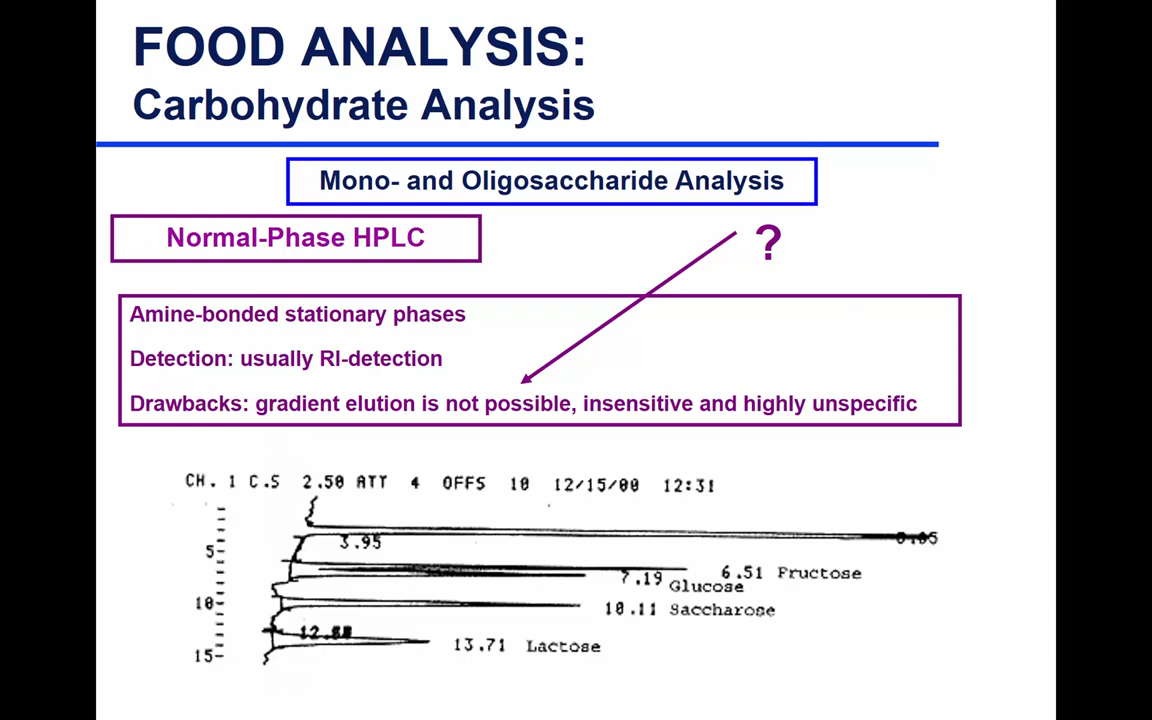 FOOD ANALYSIS:
Carbohydrate Analysis
Mono- and Oligosaccharide Analysis
Normal-Phase HPLC
?
Amine-bonded stationary phases
Detection: usually RI-detection
Drawbacks: gradient elution is not possible, insensitive and highly unspecific
CH. 1 C.S 2.50 ATT 4 OFFS 10 12/15/00 12:31
3.95
5
6.51 Fructose
7.19 Glucose
10
10.11 Saccharose
13.71 Lactose
15